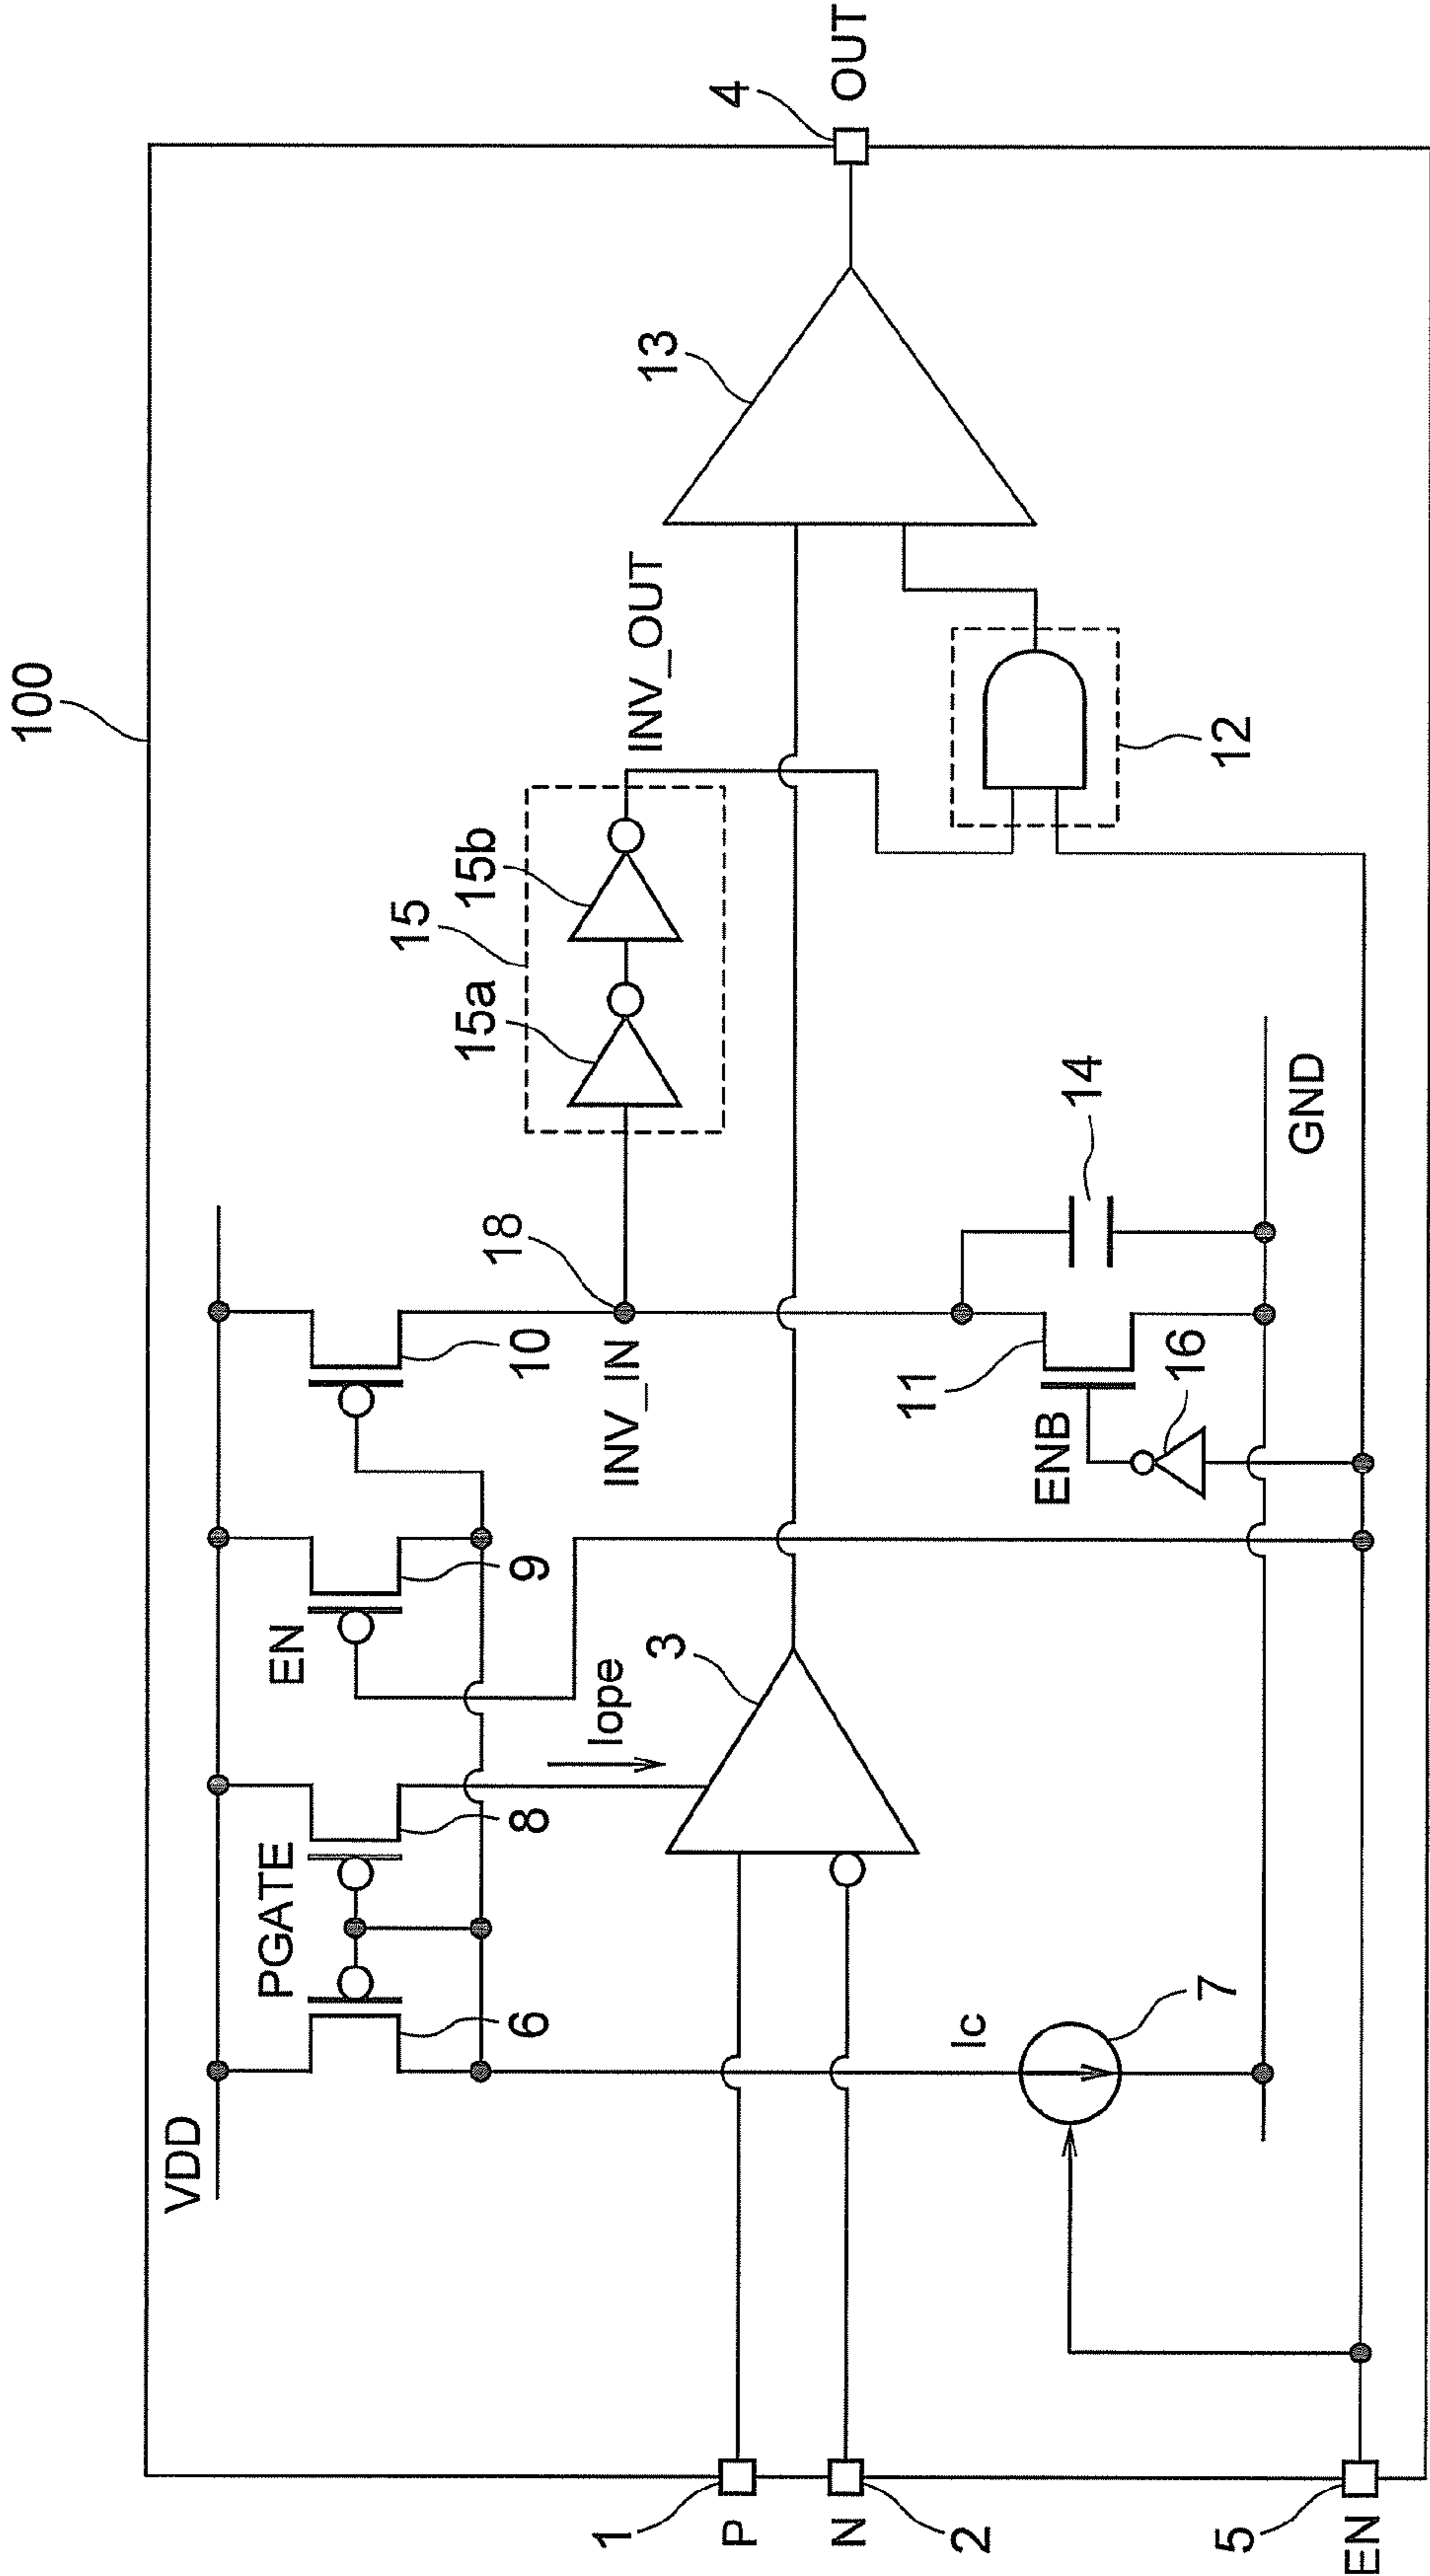 100
VDD
PGATE
EN
6
8
9
10
Iope
INV_IN
18
15
15a
15b
INV_OUT
13
4
OUT
1
P
N
2
3
Ic
7
ENB
11
16
14
GND
12
5
EN